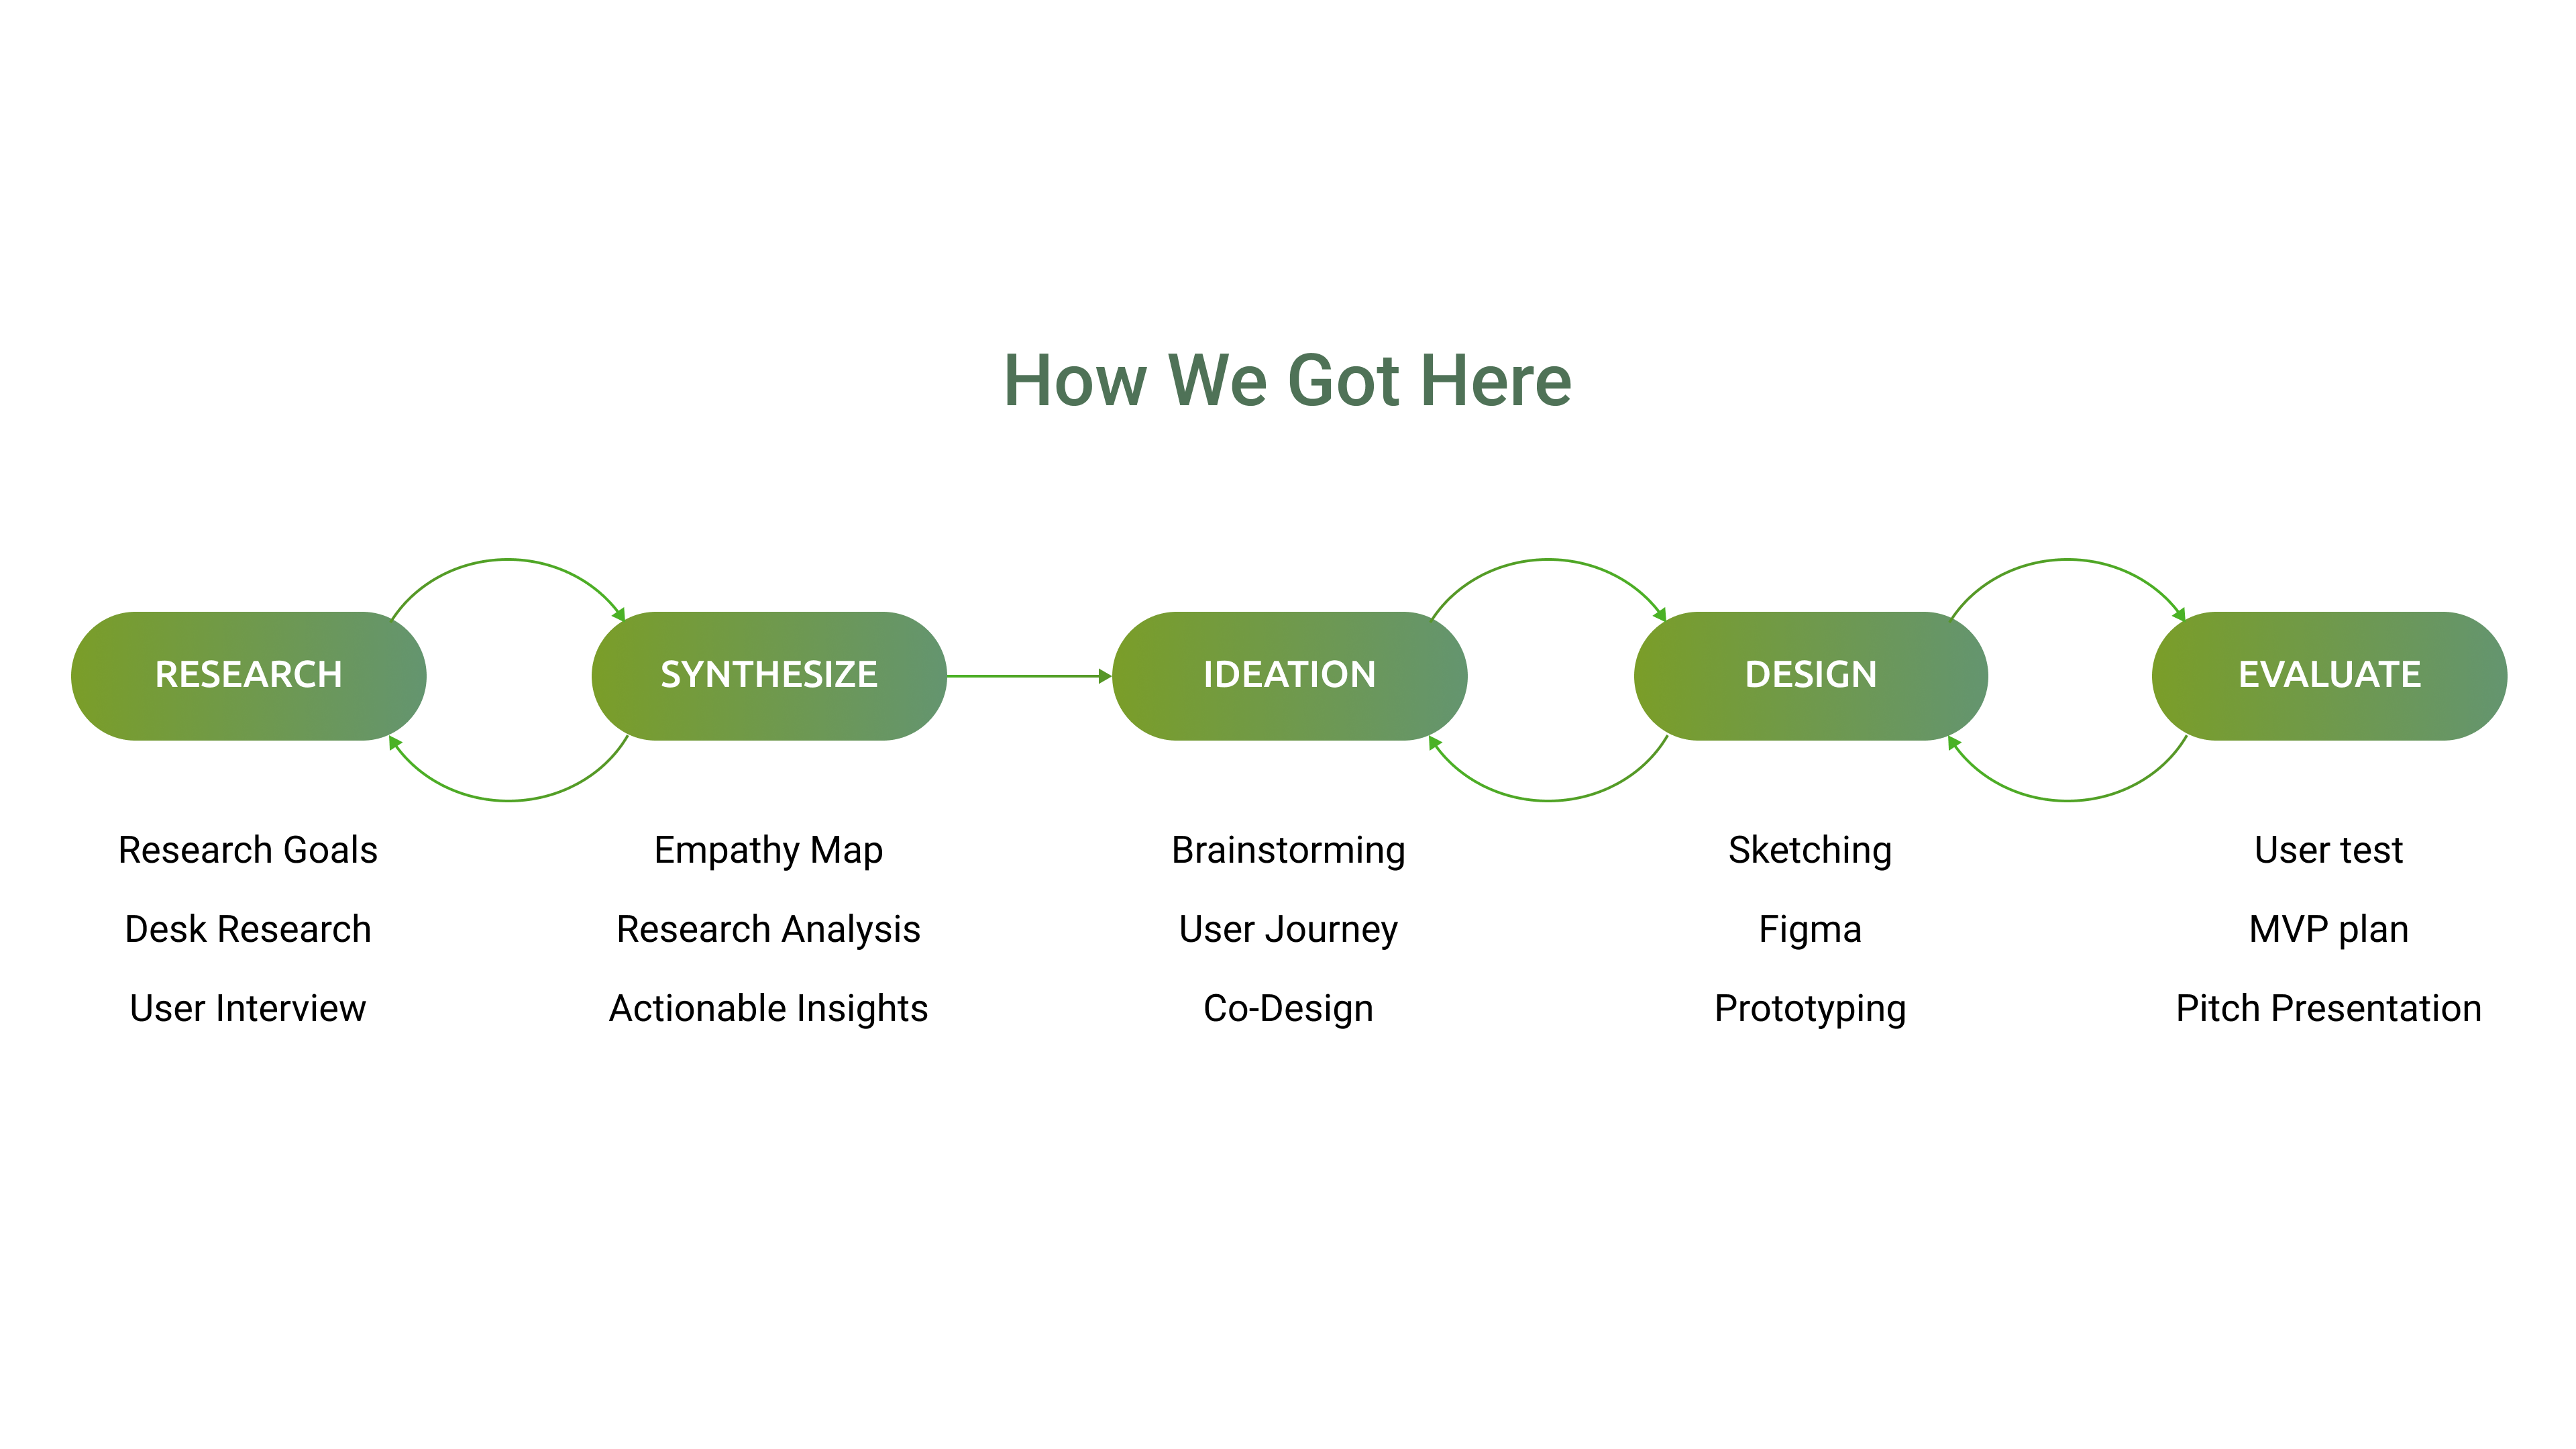 How We Got Here
RESEARCH
SYNTHESIZE
IDEATION
DESIGN
EVALUATE
Research Goals
Desk Research
User Interview
Empathy Map
Research Analysis
Actionable Insights
Brainstorming
User Journey
Co-Design
Sketching
Figma
Prototyping
User test
MVP plan
Pitch Presentation